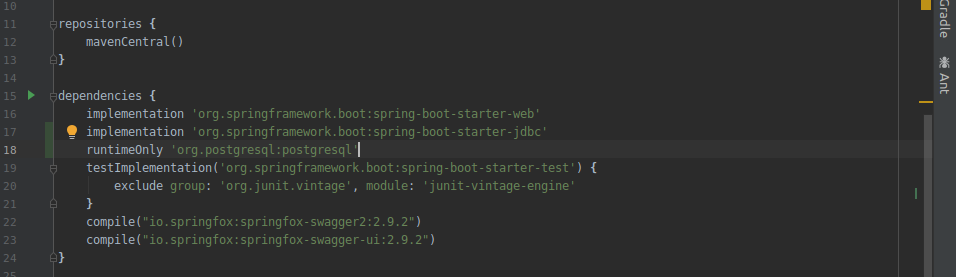 10
11 repositories {
12     mavenCentral()
13 }
14
15 dependencies {
16     implementation 'org.springframework.boot:spring-boot-starter-web'
17     implementation 'org.springframework.boot:spring-boot-starter-jdbc'
18     runtimeOnly 'org.postgresql:postgresql'
19     testImplementation('org.springframework.boot:spring-boot-starter-test') {
20         exclude group: 'org.junit.vintage', module: 'junit-vintage-engine'
21     }
22     compile("io.springfox:springfox-swagger2:2.9.2")
23     compile("io.springfox:springfox-swagger-ui:2.9.2")
24 }
25
Gradle
Ant